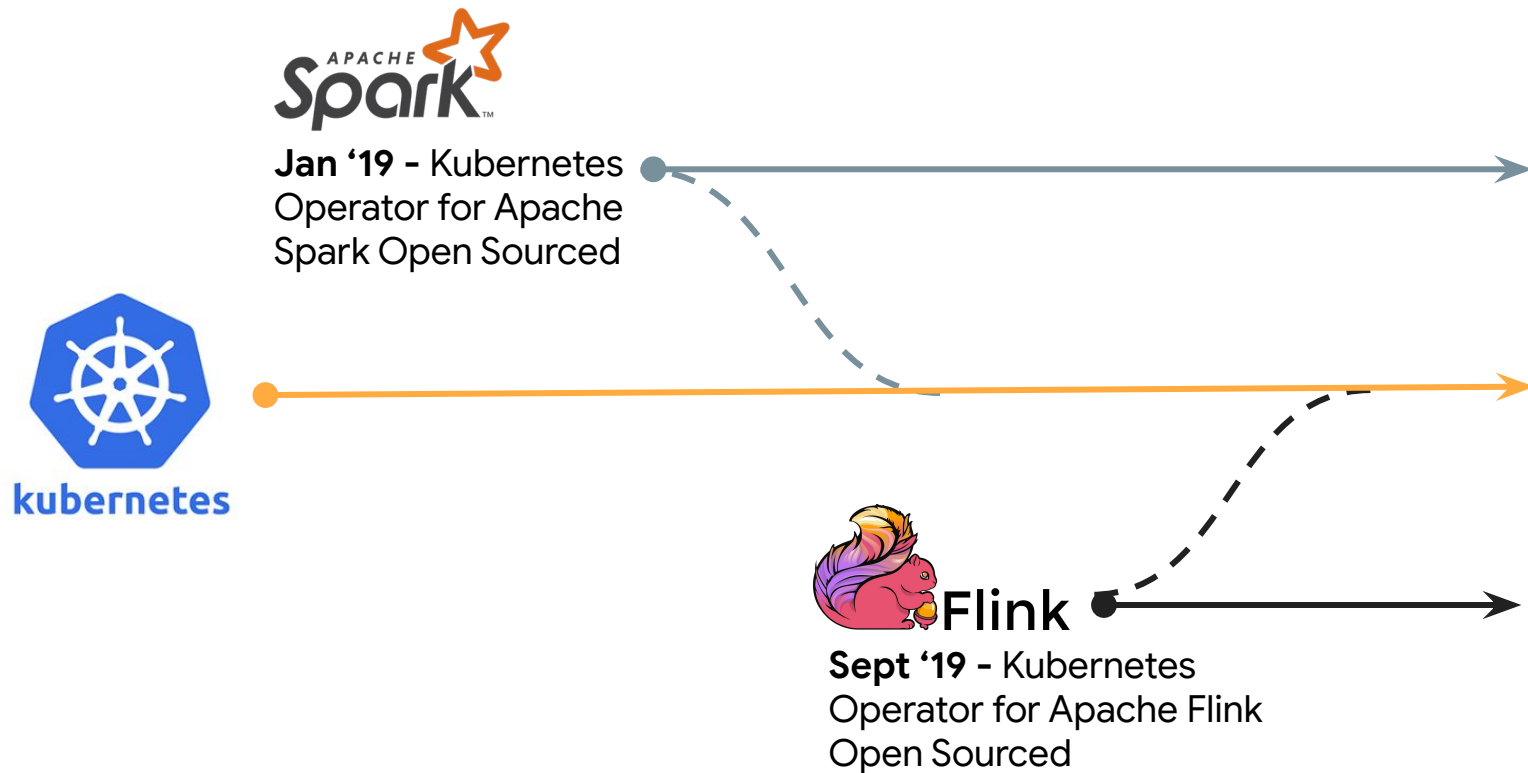 APACHE
Spark™
Jan ‘19 - Kubernetes
Operator for Apache
Spark Open Sourced
kubernetes
Flink
Sept ‘19 - Kubernetes
Operator for Apache Flink
Open Sourced